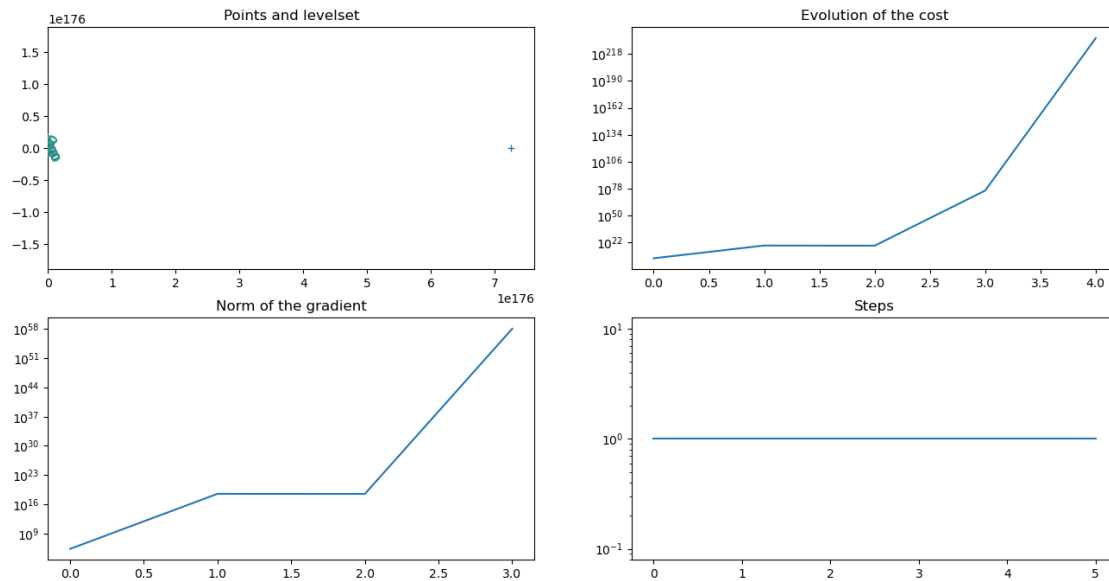 Points and levelset
1e176
1.5
1.0
0.5
0.0
-0.5
-1.0
-1.5
0 1 2 3 4 5 6 7
1e176
Evolution of the cost
10^218
10^190
10^162
10^134
10^106
10^78
10^50
10^22
0.0 0.5 1.0 1.5 2.0 2.5 3.0 3.5 4.0
Norm of the gradient
10^58
10^51
10^44
10^37
10^30
10^23
10^16
10^9
0.0 0.5 1.0 1.5 2.0 2.5 3.0
Steps
10^1
10^0
10^-1
0 1 2 3 4 5